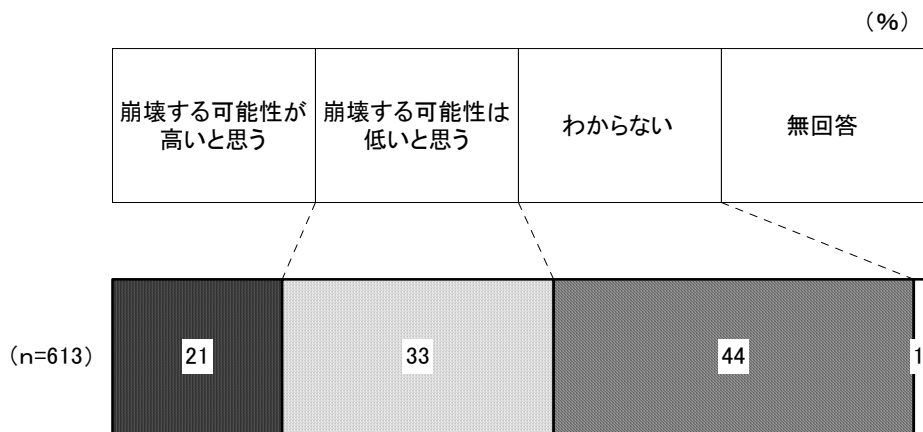 （%）
崩壊する可能性が
高いと思う
崩壊する可能性は
低いと思う
わからない
無回答
（n=613）
21
33
44
1